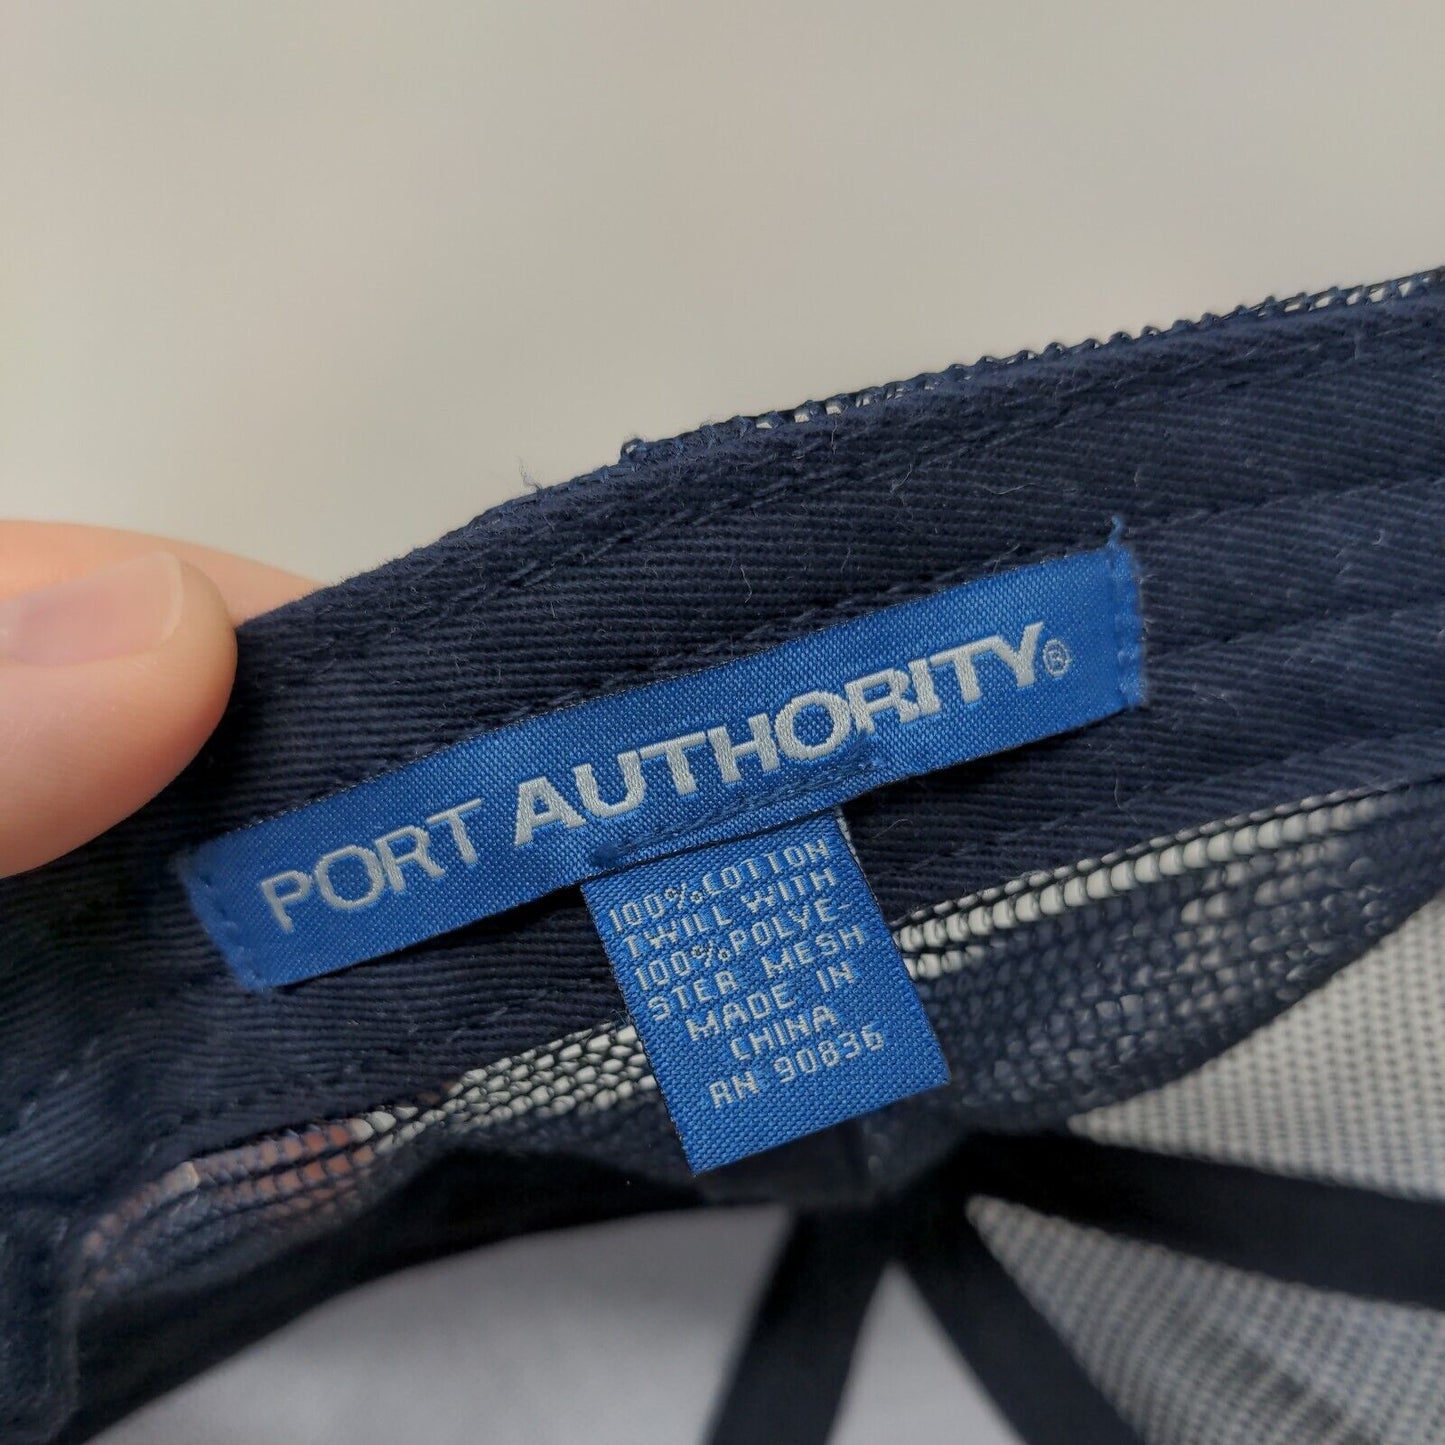 PORT AUTHORITY®
100% COTTON
TWILL WITH
100% POLYE-
STER MESH
MADE IN
CHINA
RN 90836